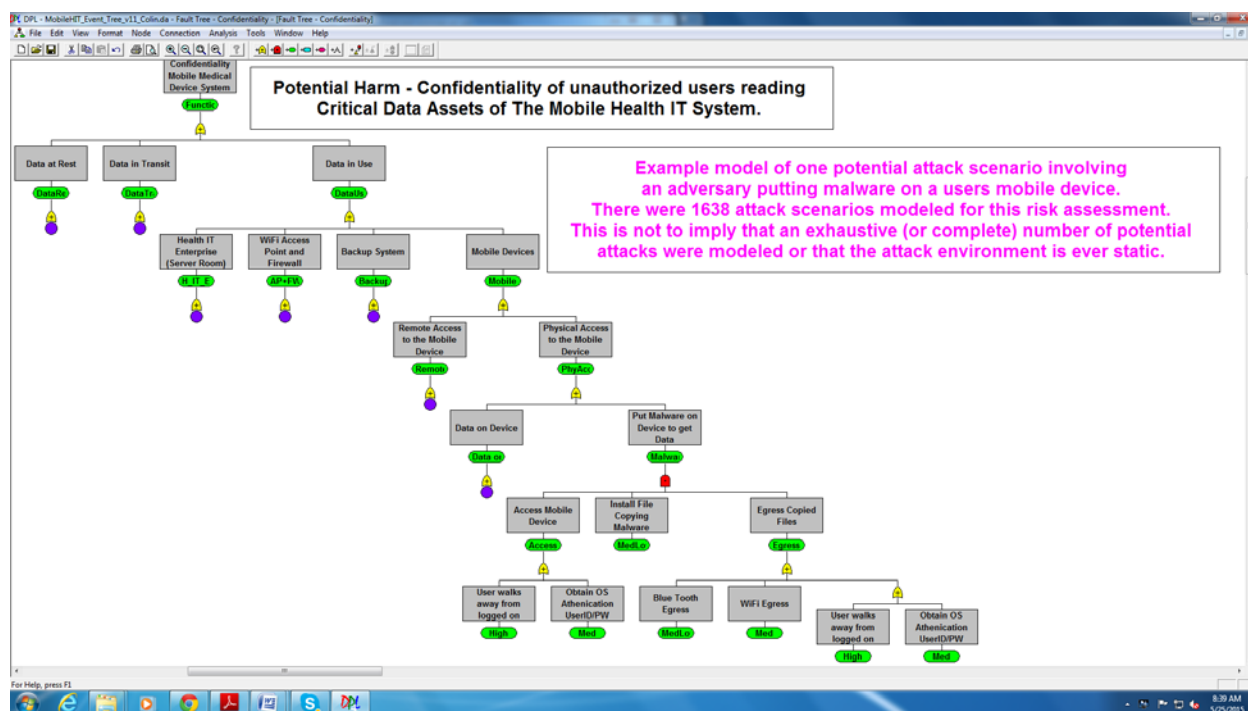 DPL - MobileHIT_Event_Tree_v11_Colin.da - Fault Tree - Confidentiality - [Fault Tree - Confidentiality]
File Edit View Format Node Connection Analysis Tools Window Help
Confidentiality
Mobile Medical
Device System
Functio
Potential Harm - Confidentiality of unauthorized users reading
Critical Data Assets of The Mobile Health IT System.
Data at Rest
Data in Transit
Data in Use
DataRe
DataTr.
DataUs
Example model of one potential attack scenario involving
an adversary putting malware on a users mobile device.
There were 1638 attack scenarios modeled for this risk assessment.
This is not to imply that an exhaustive (or complete) number of potential
attacks were modeled or that the attack environment is ever static.
Health IT
Enterprise
(Server Room)
WiFi Access
Point and
Firewall
Backup System
Mobile Devices
H_IT_E
AP+FW
Backup
Mobile
Remote Access
to the Mobile
Device
Physical Access
to the Mobile
Device
Remot
PhyAcc
Data on Device
Put Malware on
Device to get
Data
Data on
Malwar
Access Mobile
Device
Install File
Copying
Malware
Egress Copied
Files
Access
MedLo
Egress
User walks
away from
logged on
Obtain OS
Athenication
UserID/PW
Blue Tooth
Egress
WiFi Egress
User walks
away from
logged on
Obtain OS
Athenication
UserID/PW
High
Med
MedLo
Med
High
Med
For Help, press F1
8:39 AM
5/25/2015